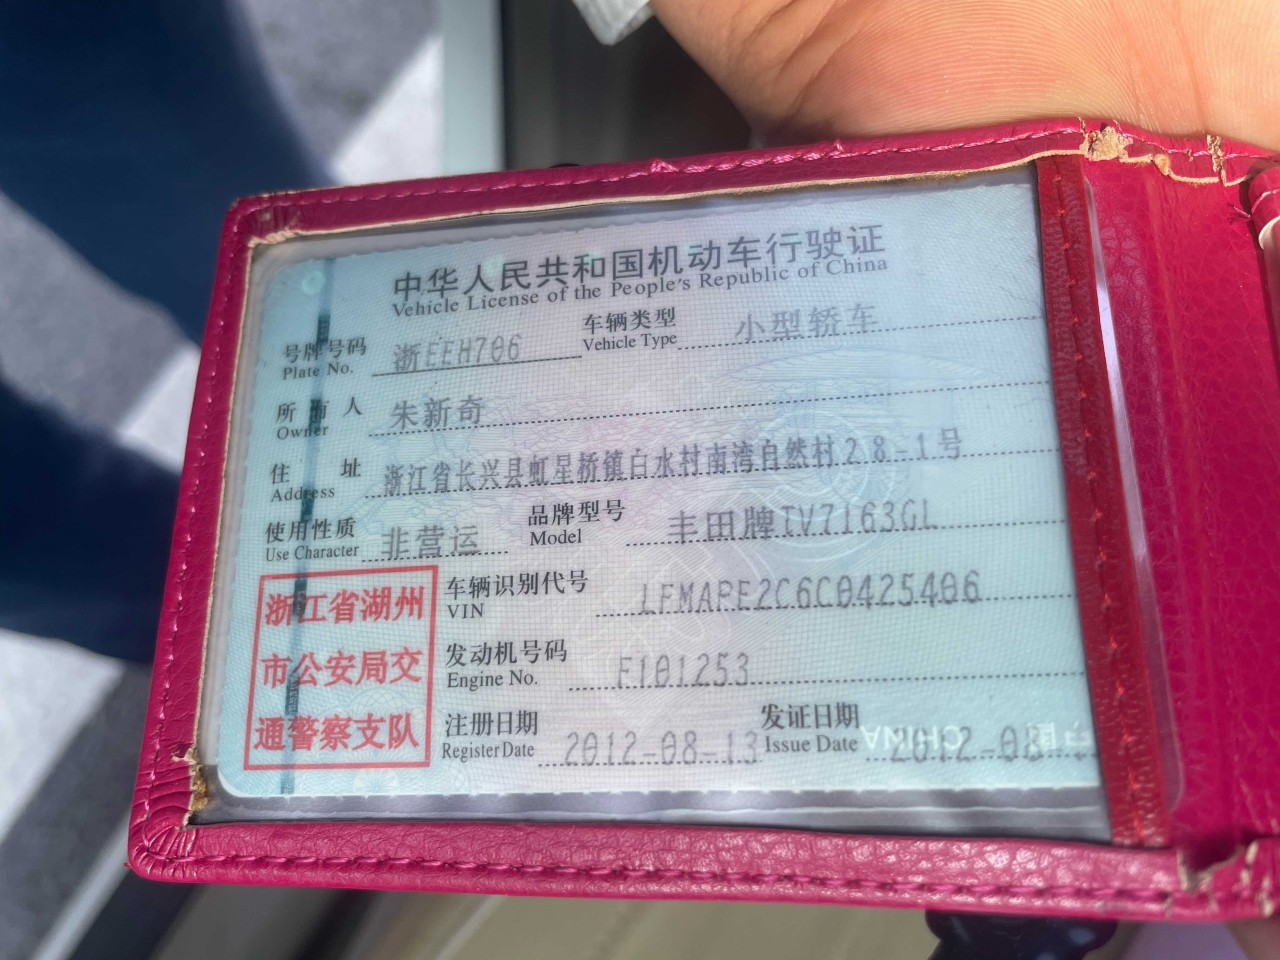 中华人民共和国机动车行驶证
Vehicle License of the People's Republic of China
号牌号码 浙EEH706 车辆类型 小型轿车
Plate No. Vehicle Type
所有人 朱新奇
Owner
住址 浙江省长兴县虹星桥镇白水村南湾自然村28-1号
Address
使用性质 非营运 品牌型号 丰田牌TV7163GL
Use Character Model
车辆识别代号 LFMAPE2C6C0425406
VIN
发动机号码 F101253
Engine No.
注册日期 2012-08-13 发证日期 2012-08-
Register Date Issue Date
浙江省湖州
市公安局交
通警察支队
中国 CHINA